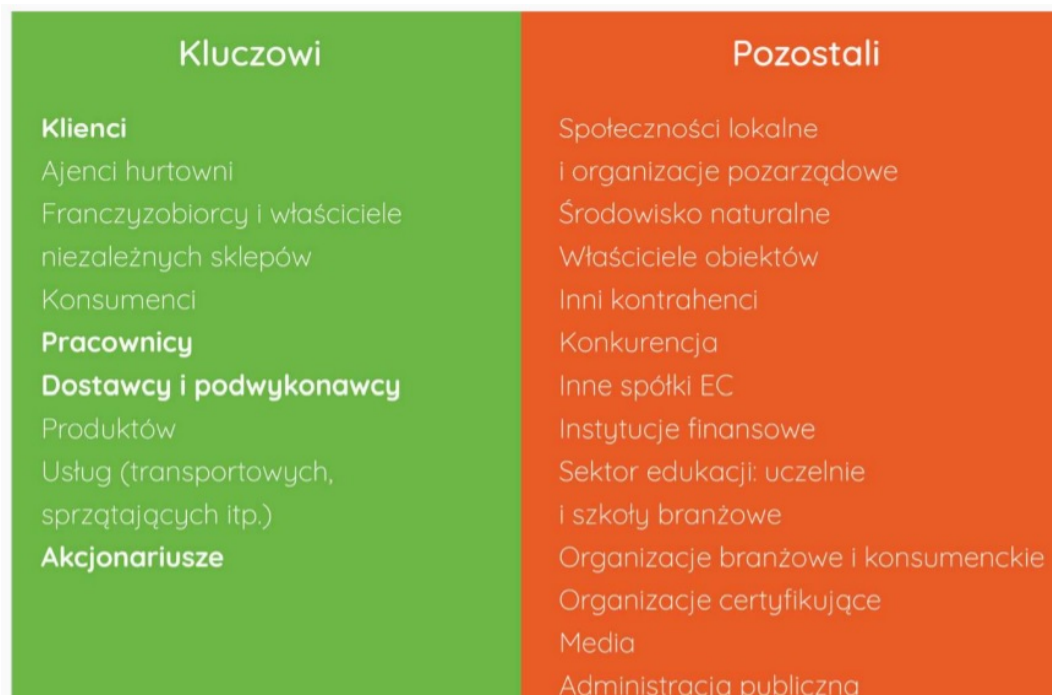 Kluczowi
Klienci
Ajenci hurtowni
Franczyzobiorcy i właściciele
niezależnych sklepów
Konsumenci
Pracownicy
Dostawcy i podwykonawcy
Produktów
Usług (transportowych,
sprzątających itp.)
Akcjonariusze
Pozostali
Społeczności lokalne
i organizacje pozarządowe
Środowisko naturalne
Właściciele obiektów
Inni kontrahenci
Konkurencja
Inne spółki EC
Instytucje finansowe
Sektor edukacji: uczelnie
i szkoły branżowe
Organizacje branżowe i konsumenckie
Organizacje certyfikujące
Media
Administracja publiczna